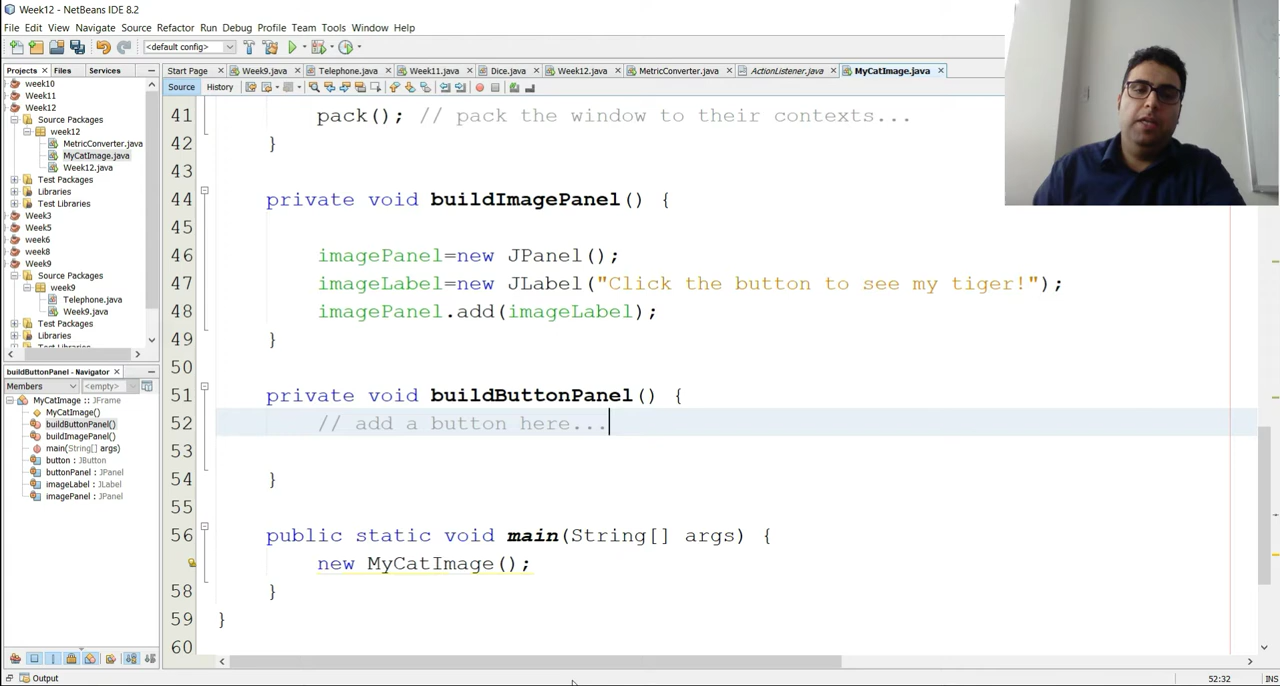 MyCatImage - NetBeans IDE 8.2
File Edit View Navigate Source Refactor Run Debug Profile Team Tools Window Help
<default config>
Projects Files Services
Start Page Week9.java Telephone.java Week11.java Dice.java Week12.java MetricConverter.java ActionListener.java MyCatImage.java
Source History
week10
Week11
Week12
Source Packages
week12
MetricConverter.java
MyCatImage.java
Week12.java
Test Packages
Libraries
Test Libraries
Week3
Week5
week6
week8
Week9
Source Packages
week9
Telephone.java
Week9.java
Test Packages
Libraries
Test Libraries
buildButtonPanel - Navigator
Members <empty>
MyCatImage :: JFrame
MyCatImage()
buildButtonPanel()
buildImagePanel()
main(String[] args)
button : JButton
buttonPanel : JPanel
imageLabel : JLabel
imagePanel : JPanel
41 pack(); // pack the window to their contexts...
42 }
43
44 private void buildImagePanel() {
45
46 imagePanel=new JPanel();
47 imageLabel=new JLabel("Click the button to see my tiger!");
48 imagePanel.add(imageLabel);
49 }
50
51 private void buildButtonPanel() {
52 // add a button here...
53
54 }
55
56 public static void main(String[] args) {
new MyCatImage();
58 }
59 }
60
Output
52:32 INS